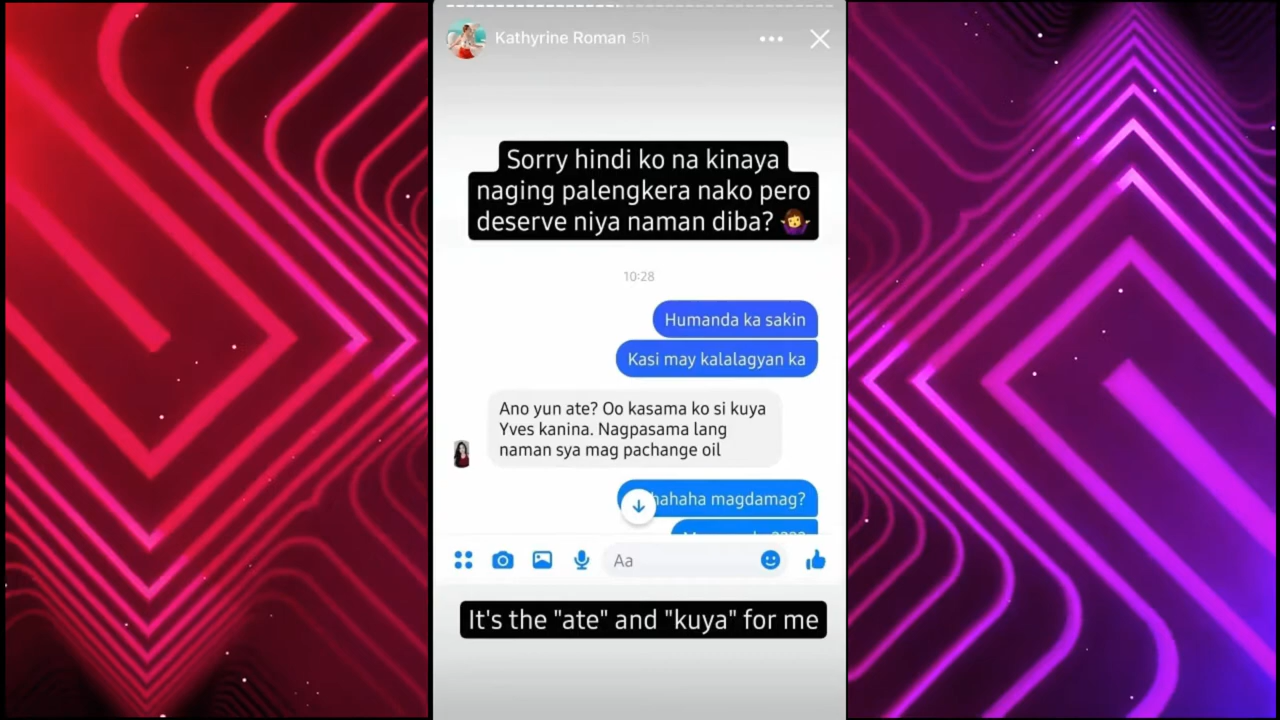 Kathyrine Roman 5h
Sorry hindi ko na kinaya
naging palengkera nako pero
deserve niya naman diba? 🤷‍♀️
10:28
Humanda ka sakin
Kasi may kalalagyan ka
Ano yun ate? Oo kasama ko si kuya
Yves kanina. Nagpasama lang
naman sya mag pachange oil
magdamag?
Aa
It's the "ate" and "kuya" for me